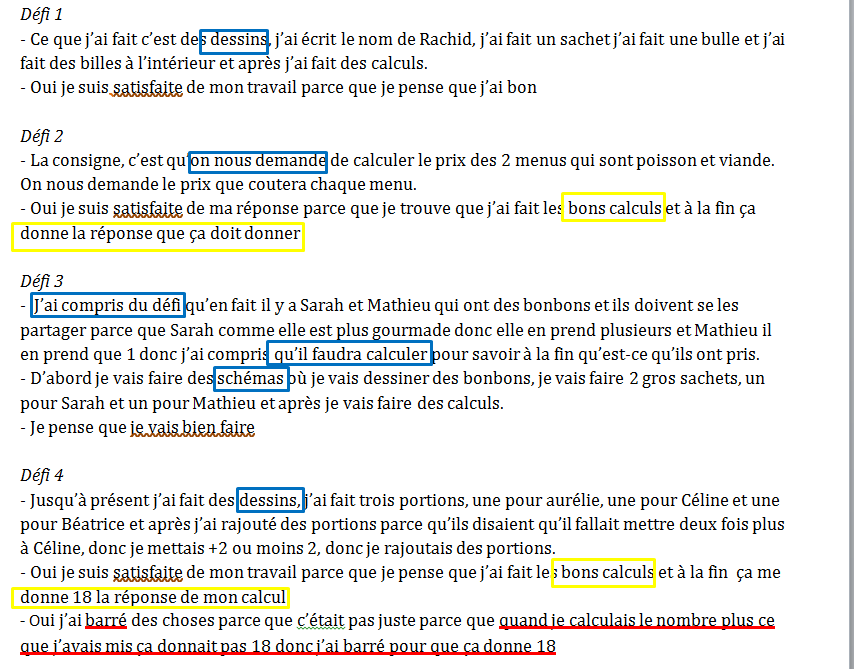 Défi 1
- Ce que j’ai fait c’est des dessins, j’ai écrit le nom de Rachid, j’ai fait un sachet j’ai fait une bulle et j’ai
fait des billes à l’intérieur et après j’ai fait des calculs.
- Oui je suis satisfaite de mon travail parce que je pense que j’ai bon
Défi 2
- La consigne, c’est qu’on nous demande de calculer le prix des 2 menus qui sont poisson et viande.
On nous demande le prix que coutera chaque menu.
- Oui je suis satisfaite de ma réponse parce que je trouve que j’ai fait les bons calculs et à la fin ça
donne la réponse que ça doit donner
Défi 3
- J’ai compris du défi qu’en fait il y a Sarah et Mathieu qui ont des bonbons et ils doivent se les
partager parce que Sarah comme elle est plus gourmade donc elle en prend plusieurs et Mathieu il
en prend que 1 donc j’ai compris qu’il faudra calculer pour savoir à la fin qu’est-ce qu’ils ont pris.
- D’abord je vais faire des schémas où je vais dessiner des bonbons, je vais faire 2 gros sachets, un
pour Sarah et un pour Mathieu et après je vais faire des calculs.
- Je pense que je vais bien faire
Défi 4
- Jusqu’à présent j’ai fait des dessins, j’ai fait trois portions, une pour aurélie, une pour Céline et une
pour Béatrice et après j’ai rajouté des portions parce qu’ils disaient qu’il fallait mettre deux fois plus
à Céline, donc je mettais +2 ou moins 2, donc je rajoutais des portions.
- Oui je suis satisfaite de mon travail parce que je pense que j’ai fait les bons calculs et à la fin ça me
donne 18 la réponse de mon calcul
- Oui j’ai barré des choses parce que c’était pas juste parce que quand je calculais le nombre plus ce
que j’avais mis ça donnait pas 18 donc j’ai barré pour que ça donne 18